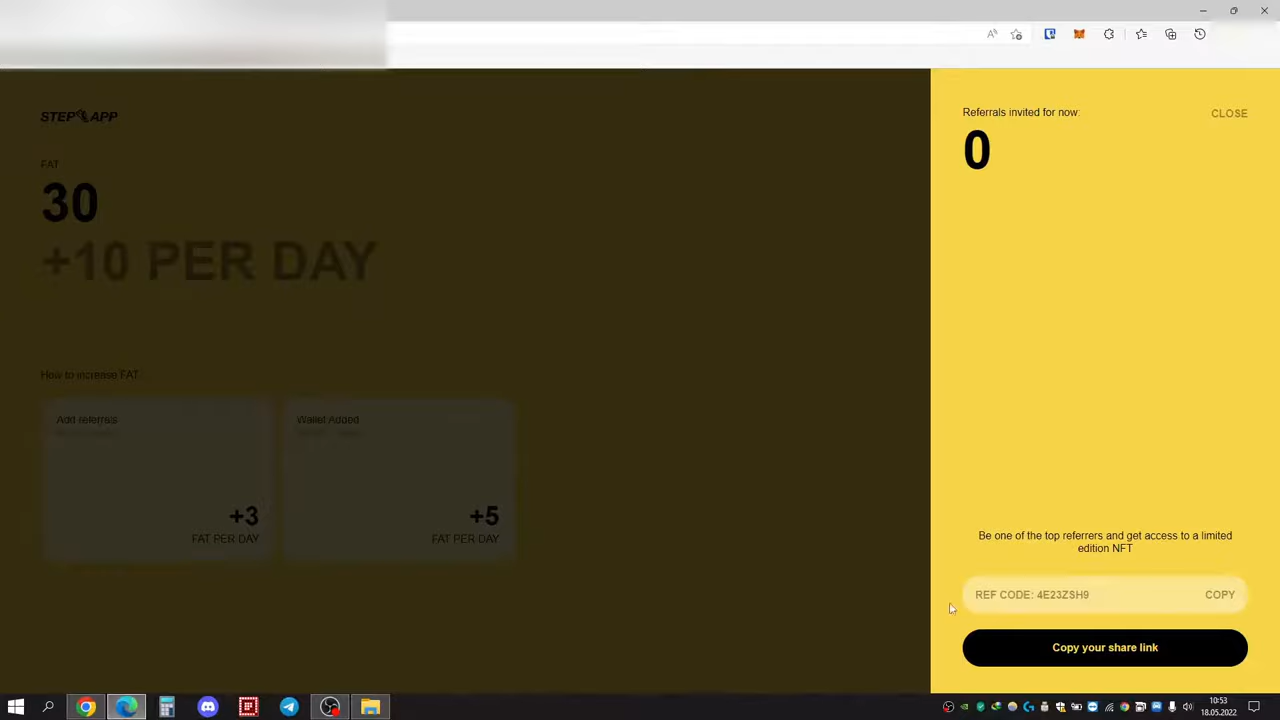 STEP APP
FAT
30
+10 PER DAY
How to increase FAT
Add referrals
+3
FAT PER DAY
Wallet Added
+5
FAT PER DAY
Referrals invited for now:
CLOSE
0
Be one of the top referrers and get access to a limited
edition NFT
REF CODE: 4E23ZSH9
COPY
Copy your share link
10:53
18.05.2022